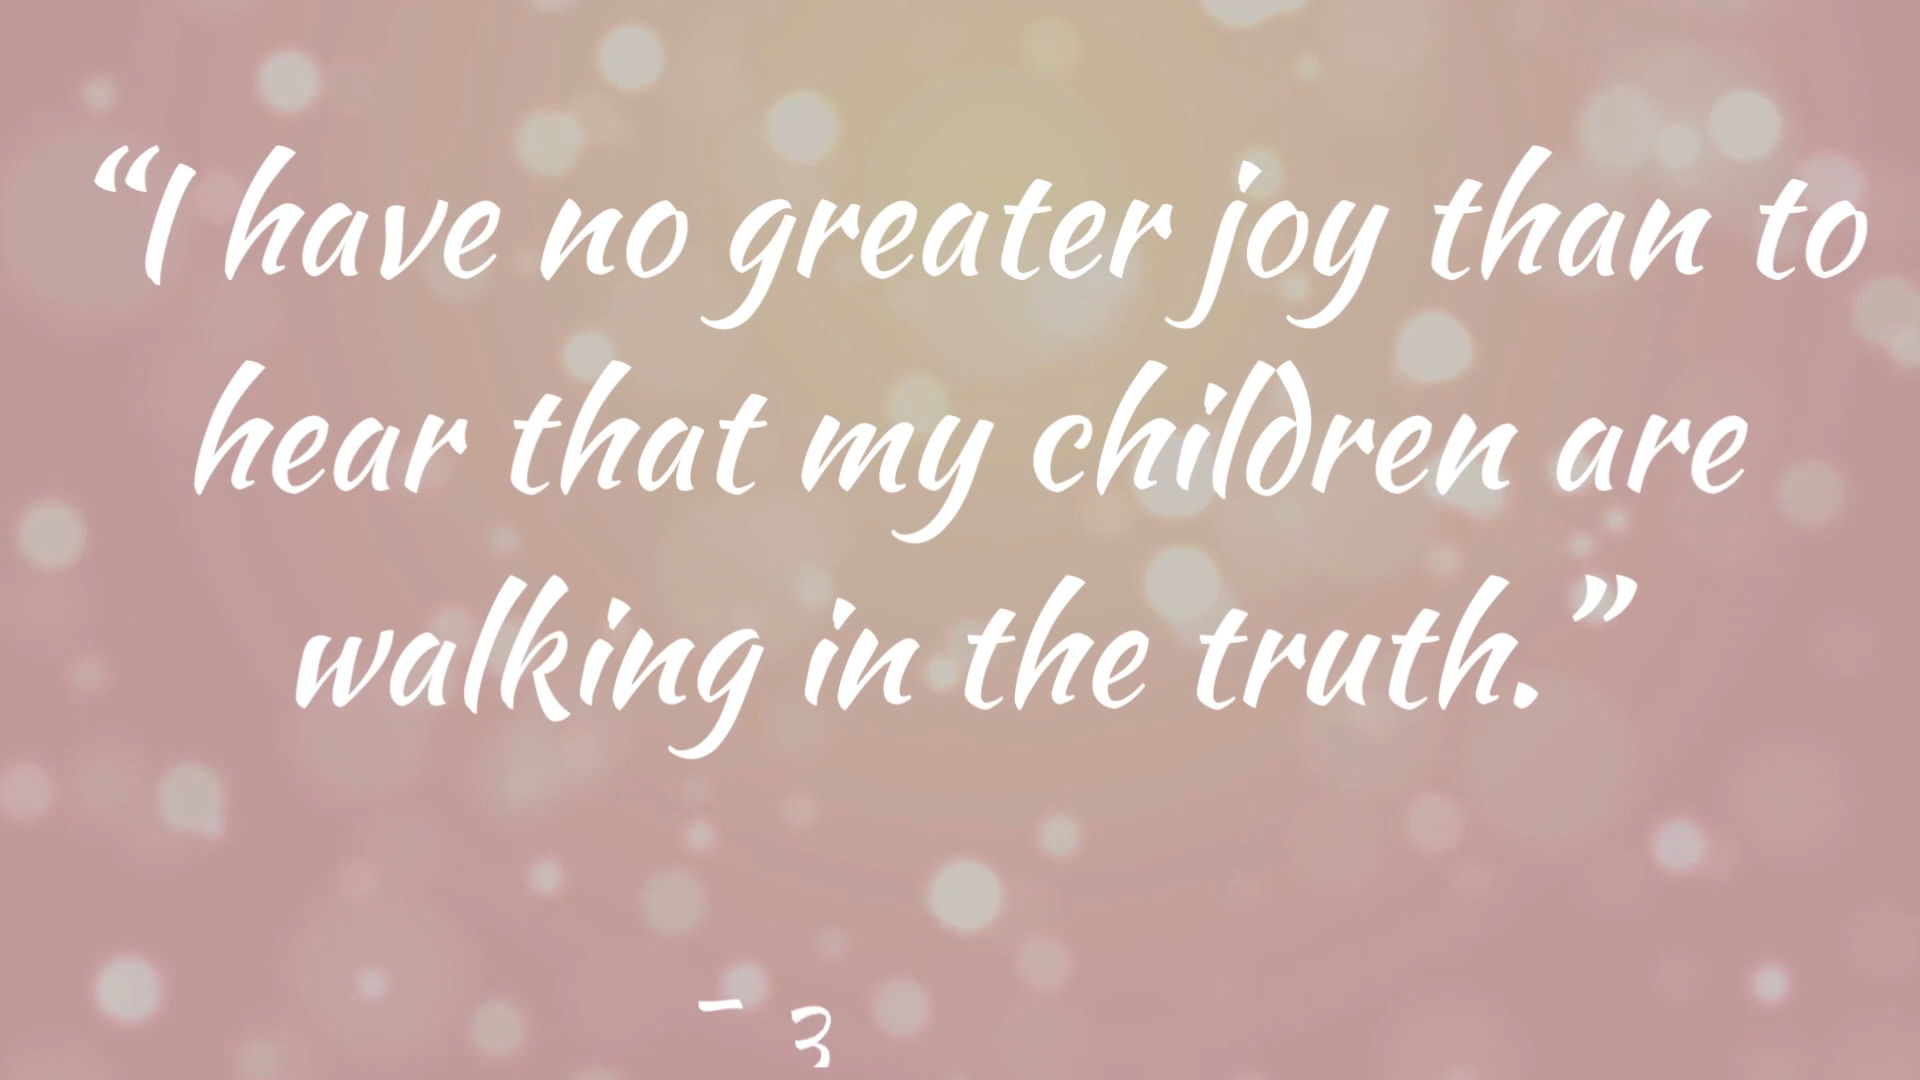 “I have no greater joy than to
hear that my children are
walking in the truth.”
- 3